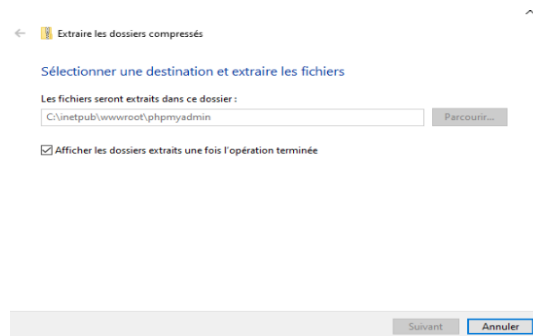 Extraire les dossiers compressés
Sélectionner une destination et extraire les fichiers
Les fichiers seront extraits dans ce dossier :
C:\inetpub\wwwroot\phpmyadmin
Parcourir...
Afficher les dossiers extraits une fois l'opération terminée
Suivant
Annuler